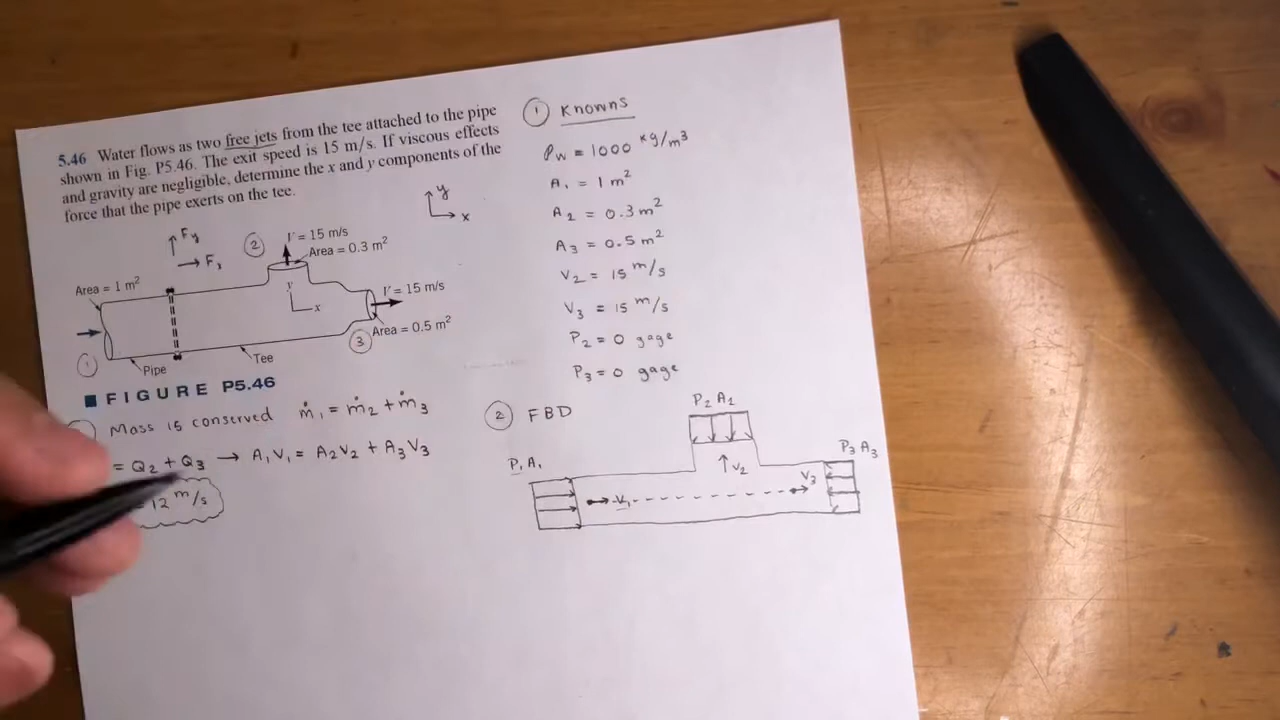 5.46 Water flows as two free jets from the tee attached to the pipe
shown in Fig. P5.46. The exit speed is 15 m/s. If viscous effects
and gravity are negligible, determine the x and y components of the
force that the pipe exerts on the tee.
y
x
Fy
Fx
②
V = 15 m/s
Area = 0.3 m²
Area = 1 m²
y
x
V = 15 m/s
Area = 0.5 m²
③
①
Pipe
Tee
■ FIGURE P5.46
Mass is conserved ṁ₁ = ṁ₂ + ṁ₃
= Q₂ + Q₃ → A₁V₁ = A₂V₂ + A₃V₃
12 m/s
① Knowns
ρw = 1000 kg/m³
A₁ = 1 m²
A₂ = 0.3 m²
A₃ = 0.5 m²
V₂ = 15 m/s
V₃ = 15 m/s
P₂ = 0 gage
P₃ = 0 gage
② FBD
P₂ A₂
P₁ A₁
P₃ A₃
V₂
V₁
V₃